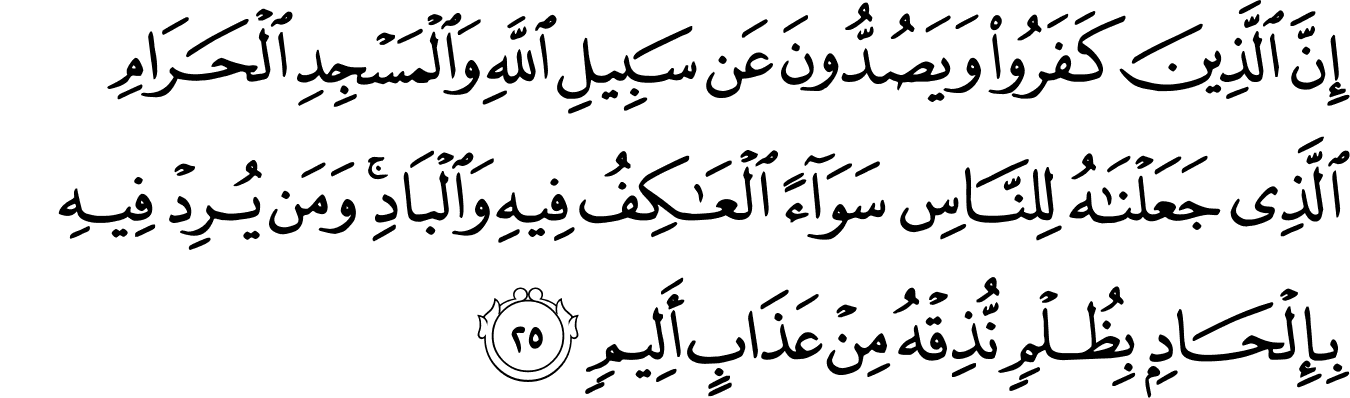 إِنَّ ٱلَّذِينَ كَفَرُوا۟ وَيَصُدُّونَ عَن سَبِيلِ ٱللَّهِ وَٱلْمَسْجِدِ ٱلْحَرَامِ
ٱلَّذِى جَعَلْنَـٰهُ لِلنَّاسِ سَوَآءً ٱلْعَـٰكِفُ فِيهِ وَٱلْبَادِ ۚ وَمَن يُرِدْ فِيهِ
بِإِلْحَادٍۭ بِظُلْمٍ نُّذِقْهُ مِنْ عَذَابٍ أَلِيمٍ ٢٥